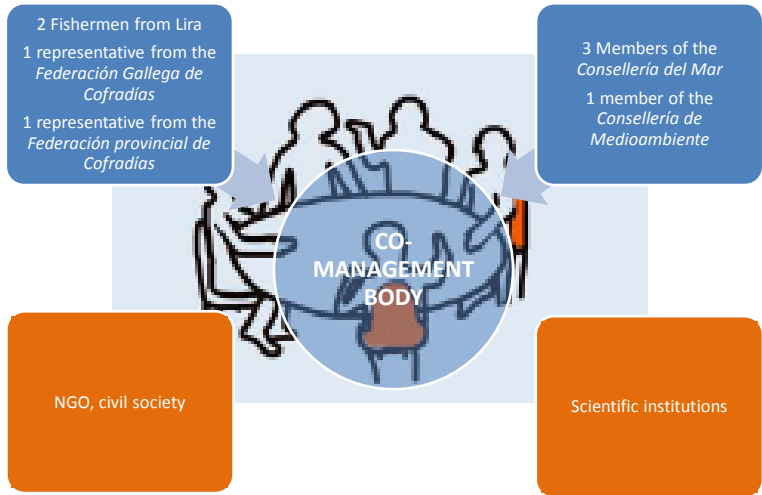 2 Fishermen from Lira
1 representative from the
Federación Gallega de
Cofradías
1 representative from the
Federación provincial de
Cofradías
3 Members of the
Consellería del Mar
1 member of the
Consellería de
Medioambiente
CO-
MANAGEMENT
BODY
NGO, civil society
Scientific institutions